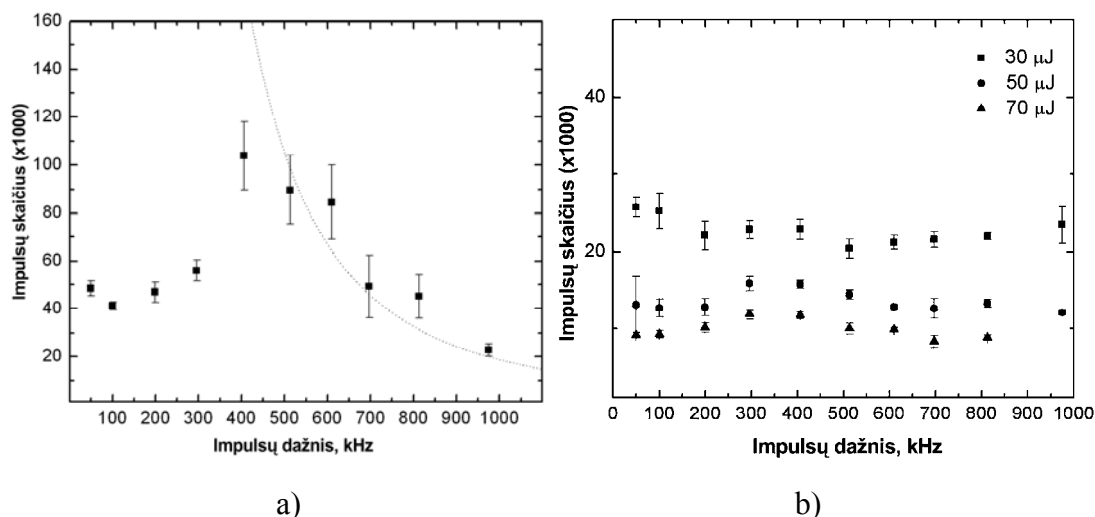 160
140
120
100
80
60
40
20
Impulsų skaičius (x1000)
100 200 300 400 500 600 700 800 900 1000
Impulsų dažnis, kHz
a)
40
20
Impulsų skaičius (x1000)
30 μJ
50 μJ
70 μJ
0 100 200 300 400 500 600 700 800 900 1000
Impulsų dažnis, kHz
b)